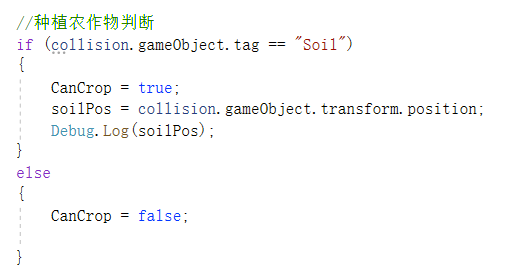 //种植农作物判断
if (collision.gameObject.tag == "Soil")
{
CanCrop = true;
soilPos = collision.gameObject.transform.position;
Debug.Log(soilPos);
}
else
{
CanCrop = false;
}